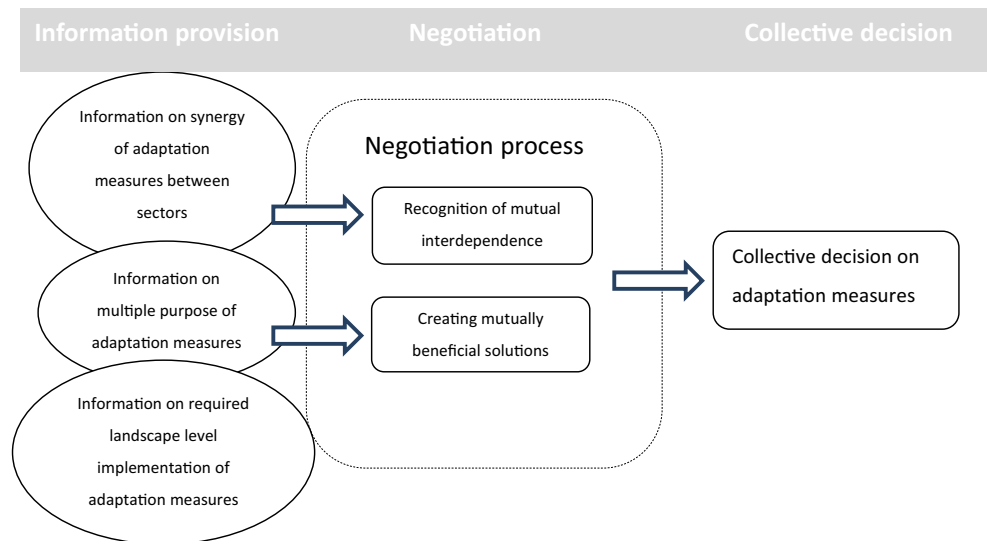 Information provision
Negotiation
Collective decision
Information on synergy
of adaptation
measures between
sectors
Information on
multiple purpose of
adaptation measures
Information on required
landscape level
implementation of
adaptation measures
Negotiation process
Recognition of mutual
interdependence
Creating mutually
beneficial solutions
Collective decision on
adaptation measures